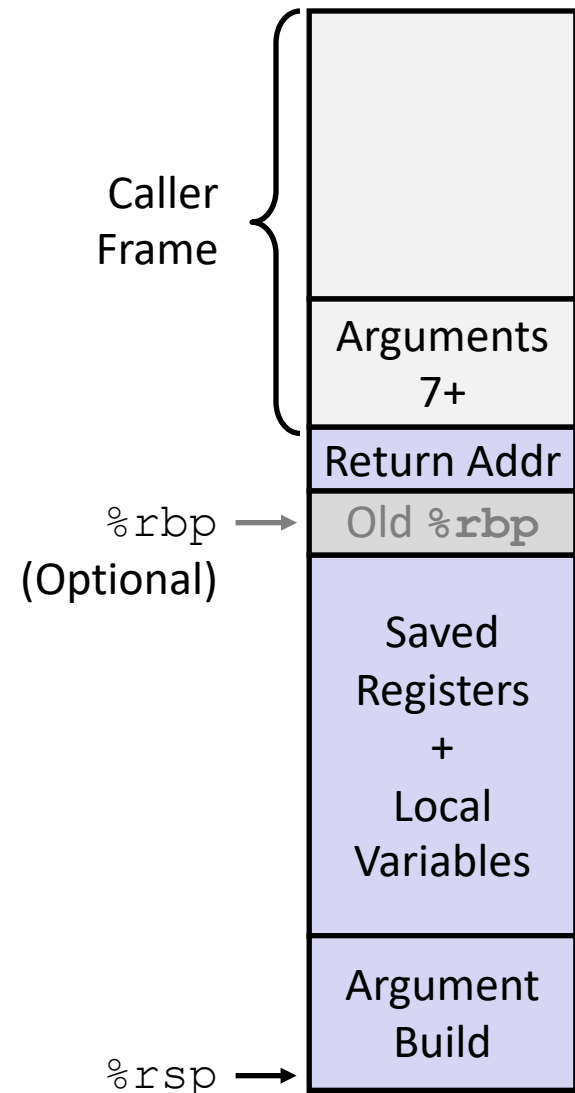 Caller
Frame
Arguments
7+
Return Addr
%rbp
(Optional)
Old %rbp
Saved
Registers
+
Local
Variables
Argument
Build
%rsp